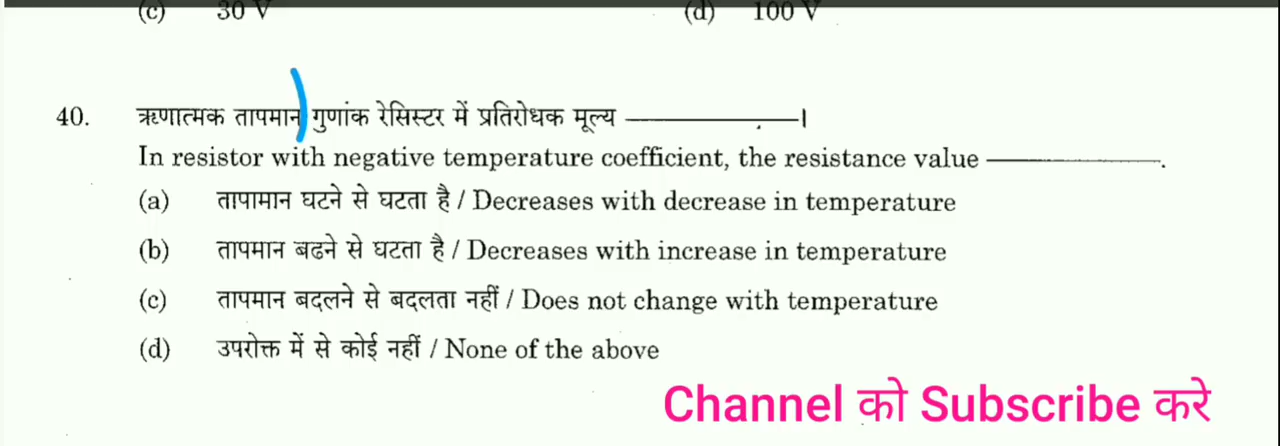 (c) 30 V (d) 100 V
40. ऋणात्मक तापमान गुणांक रेसिस्टर में प्रतिरोधक मूल्य ————।
In resistor with negative temperature coefficient, the resistance value ————.
(a) तापामान घटने से घटता है / Decreases with decrease in temperature
(b) तापमान बढने से घटता है / Decreases with increase in temperature
(c) तापमान बदलने से बदलता नहीं / Does not change with temperature
(d) उपरोक्त में से कोई नहीं / None of the above
Channel को Subscribe करे